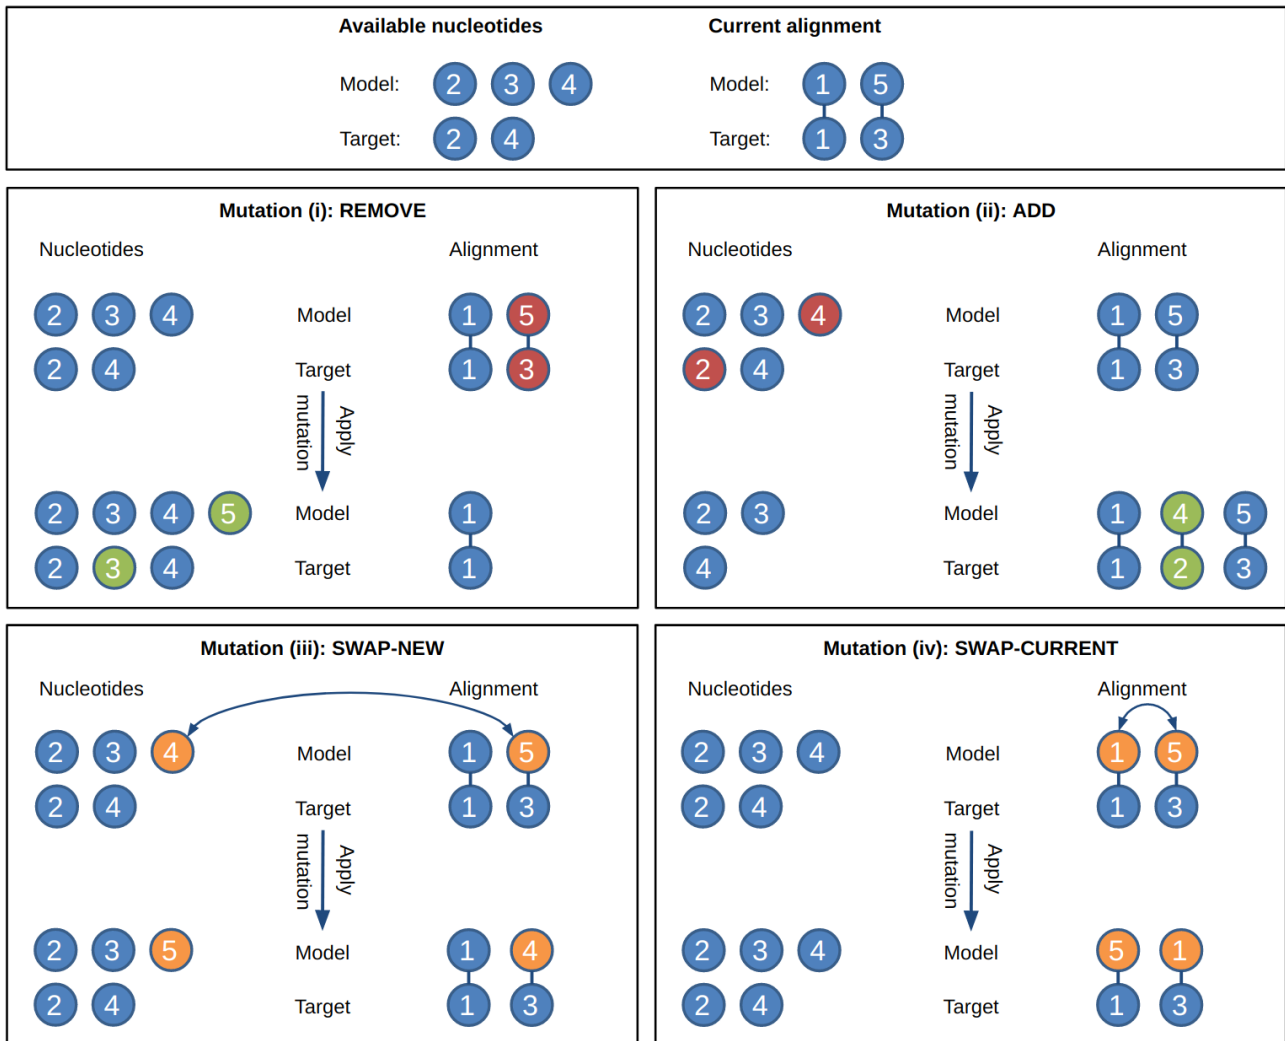 Available nucleotides Current alignment
Model: 2 3 4 Model: 1 5
Target: 2 4 Target: 1 3
Mutation (i): REMOVE
Nucleotides Alignment
2 3 4 Model 1 5
2 4 Target 1 3
Apply
mutation
2 3 4 5 Model 1
2 3 4 Target 1
Mutation (ii): ADD
Nucleotides Alignment
2 3 4 Model 1 5
2 4 Target 1 3
Apply
mutation
2 3 Model 1 4 5
4 Target 1 2 3
Mutation (iii): SWAP-NEW
Nucleotides Alignment
2 3 4 Model 1 5
2 4 Target 1 3
Apply
mutation
2 3 5 Model 1 4
2 4 Target 1 3
Mutation (iv): SWAP-CURRENT
Nucleotides Alignment
2 3 4 Model 1 5
2 4 Target 1 3
Apply
mutation
2 3 4 Model 5 1
2 4 Target 1 3